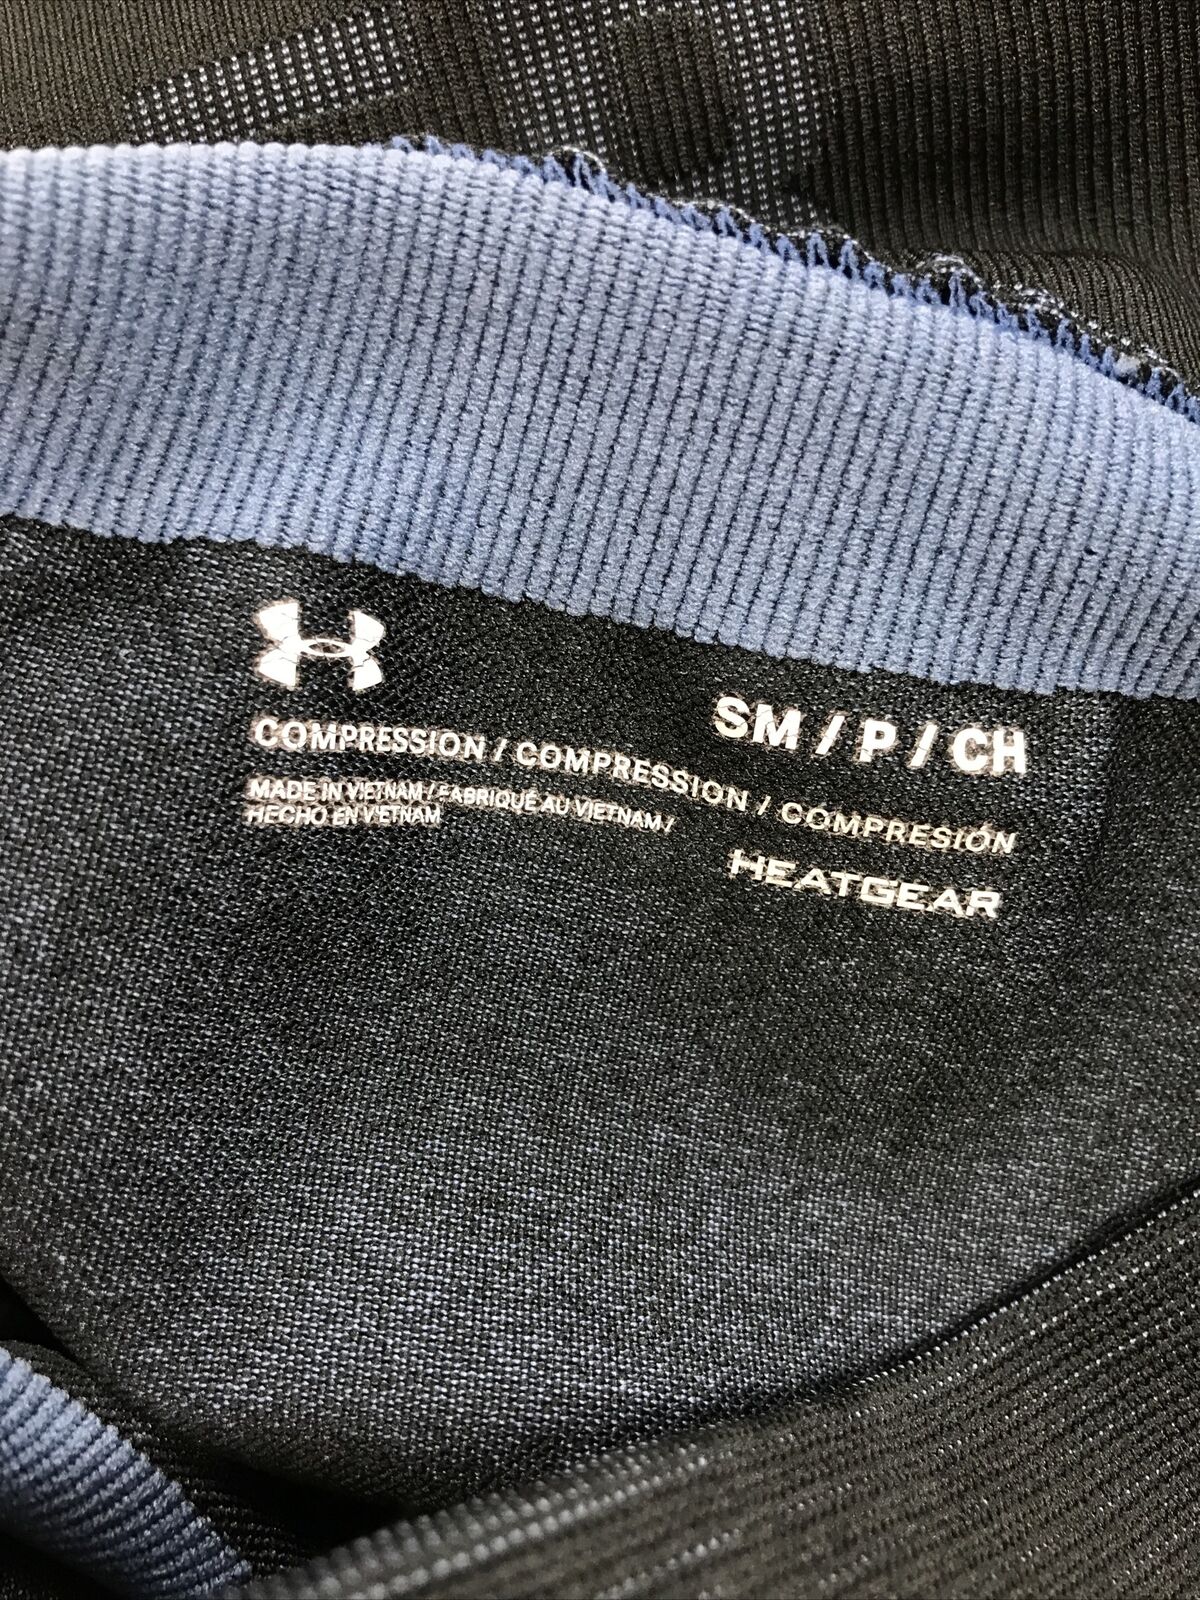 SM / P / CH
COMPRESSION / COMPRESSION / COMPRESIÓN
MADE IN VIETNAM / FABRIQUÉ AU VIETNAM /
HECHO EN VIETNAM
HEATGEAR